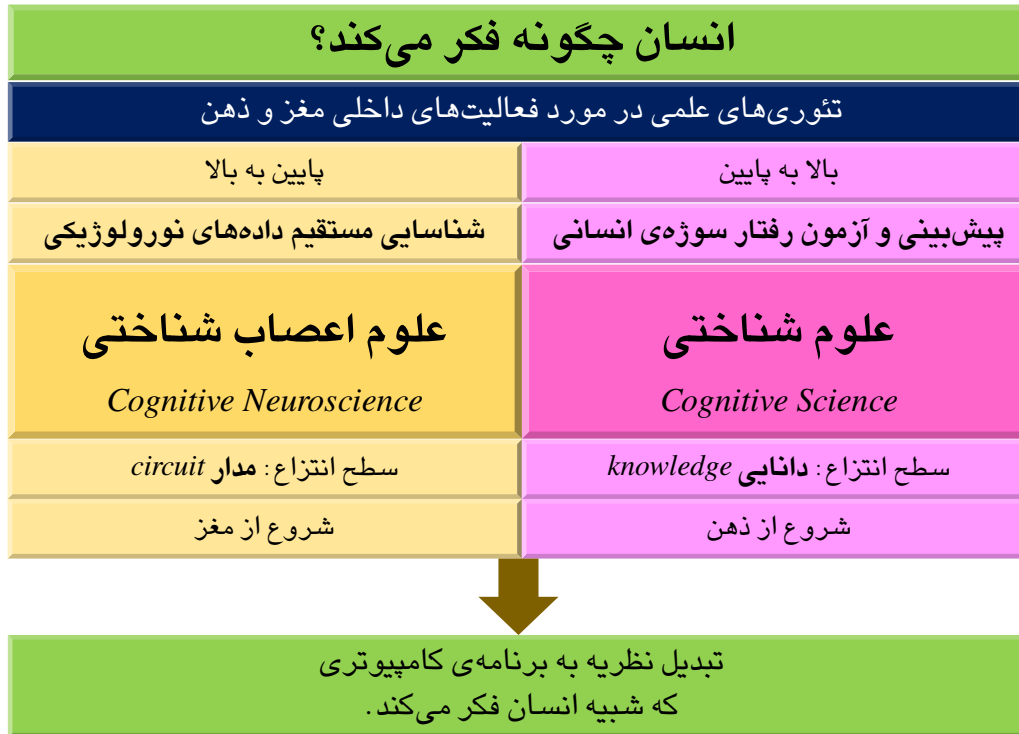 انسان چگونه فکر می‌کند؟
تئوری‌های علمی در مورد فعالیت‌های داخلی مغز و ذهن
بالا به پایین
پایین به بالا
پیش‌بینی و آزمون رفتار سوژه‌ی انسانی
شناسایی مستقیم داده‌های نورولوژیکی
علوم شناختی
Cognitive Science
علوم اعصاب شناختی
Cognitive Neuroscience
سطح انتزاع: دانایی knowledge
سطح انتزاع: مدار circuit
شروع از ذهن
شروع از مغز
تبدیل نظریه به برنامه‌ی کامپیوتری
که شبیه انسان فکر می‌کند.